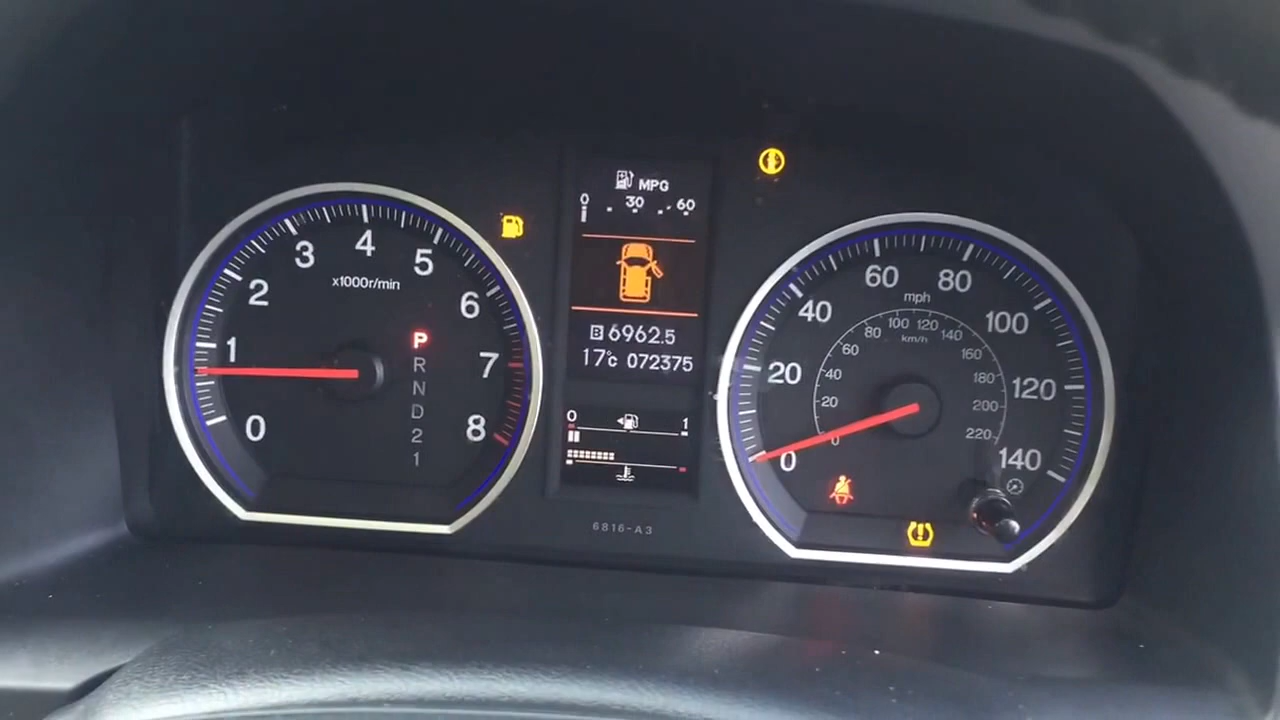 MPG
0 30 60
B 6962.5
17°C 072375
0 1
6816-A3
0 1 2 3 4 5 6 7 8
x1000r/min
P
R
N
D
2
1
0 20 40 60 80 100 120 140
mph
0 20 40 60 80 100 120 140 160 180 200 220
km/h